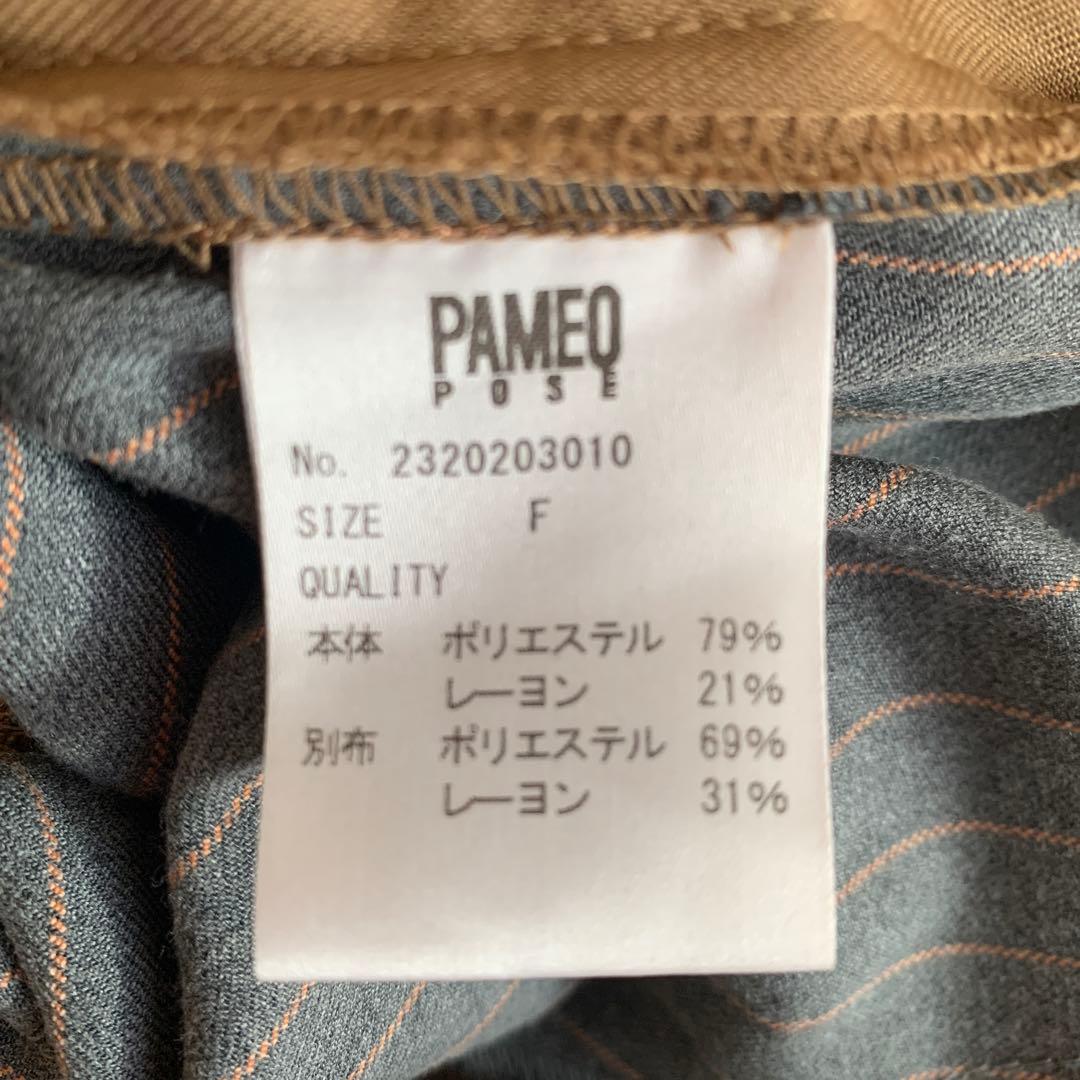 PAMEQ
POSE
No. 2320203010
SIZE F
QUALITY
本体 ポリエステル 79%
レーヨン 21%
別布 ポリエステル 69%
レーヨン 31%